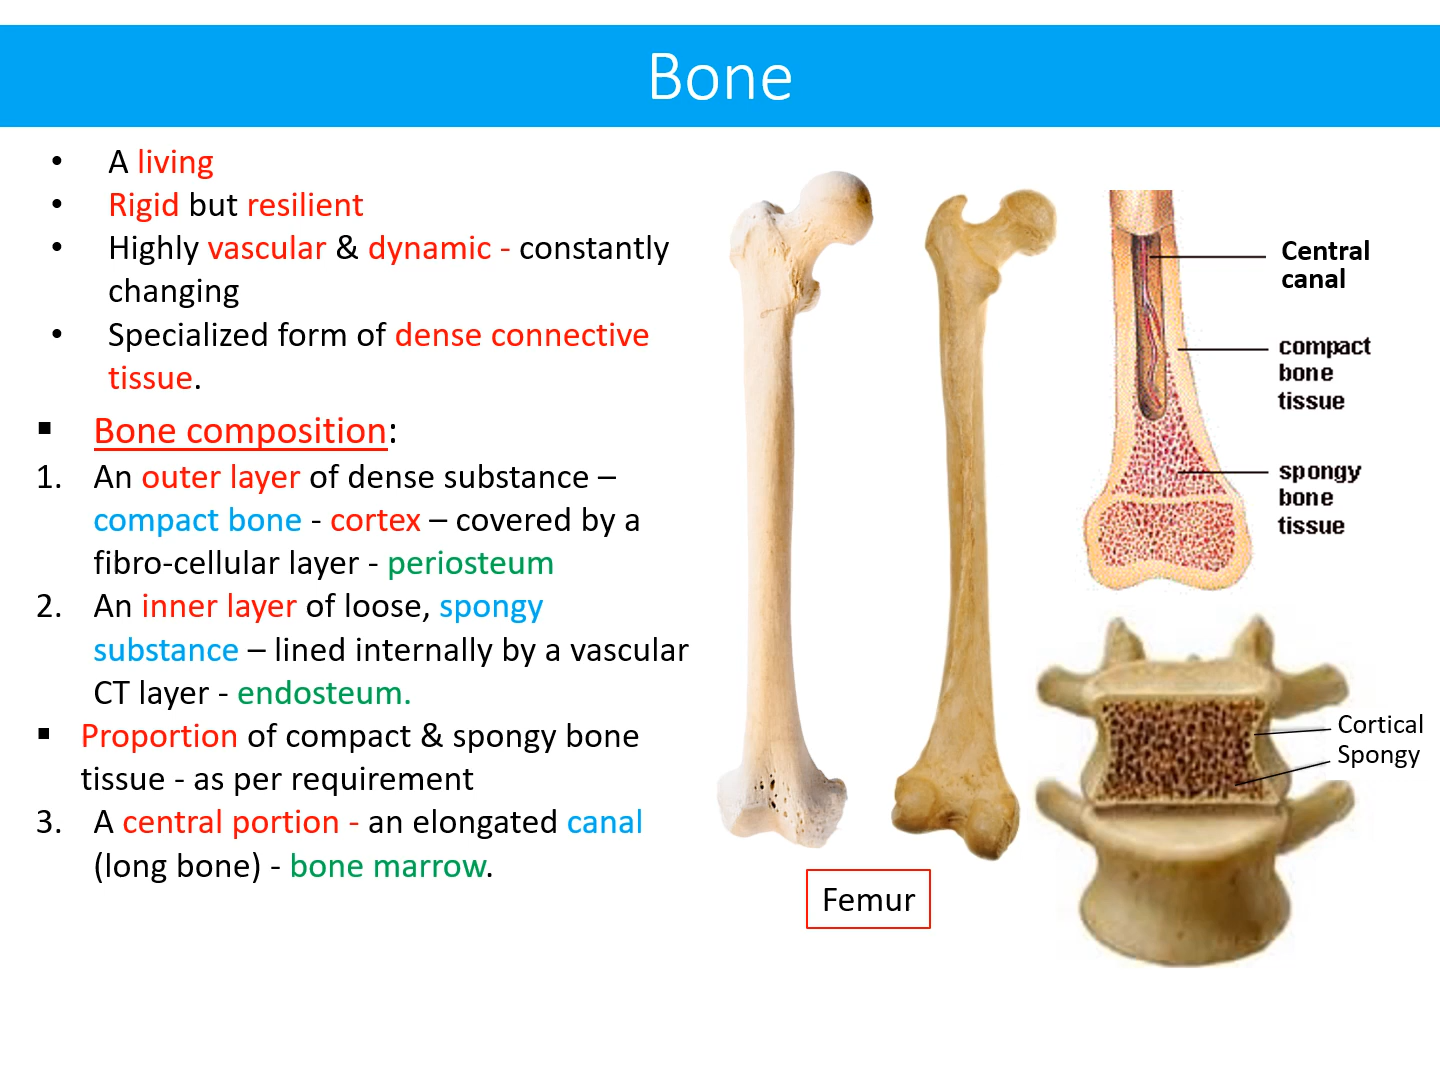 Bone
• A living
• Rigid but resilient
• Highly vascular & dynamic - constantly
changing
• Specialized form of dense connective
tissue.
▪ Bone composition:
1. An outer layer of dense substance –
compact bone - cortex – covered by a
fibro-cellular layer - periosteum
2. An inner layer of loose, spongy
substance – lined internally by a vascular
CT layer - endosteum.
▪ Proportion of compact & spongy bone
tissue - as per requirement
3. A central portion - an elongated canal
(long bone) - bone marrow.
Femur
Central
canal
compact
bone
tissue
spongy
bone
tissue
Cortical
Spongy